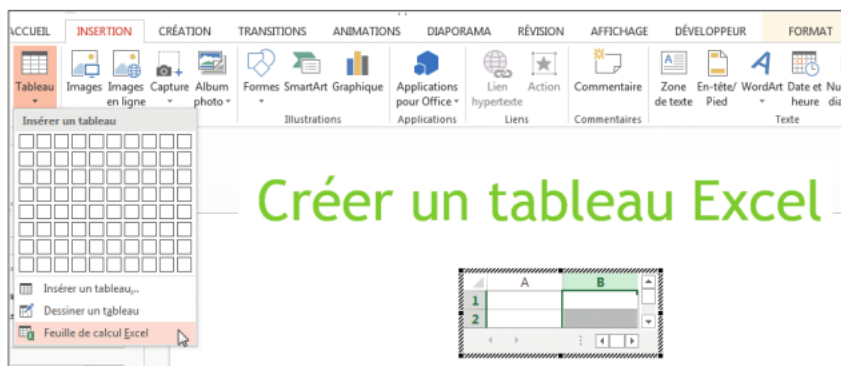 ACCUEIL INSERTION CRÉATION TRANSITIONS ANIMATIONS DIAPORAMA RÉVISION AFFICHAGE DÉVELOPPEUR FORMAT
Tableau Images Images en ligne Capture Album photo Formes SmartArt Graphique Applications pour Office Lien hypertexte Action Commentaire Zone de texte En-tête/ Pied WordArt Date et heure
Illustrations Applications Liens Commentaires Texte
Insérer un tableau
Insérer un tableau...
Dessiner un tableau
Feuille de calcul Excel
Créer un tableau Excel
A B
1
2